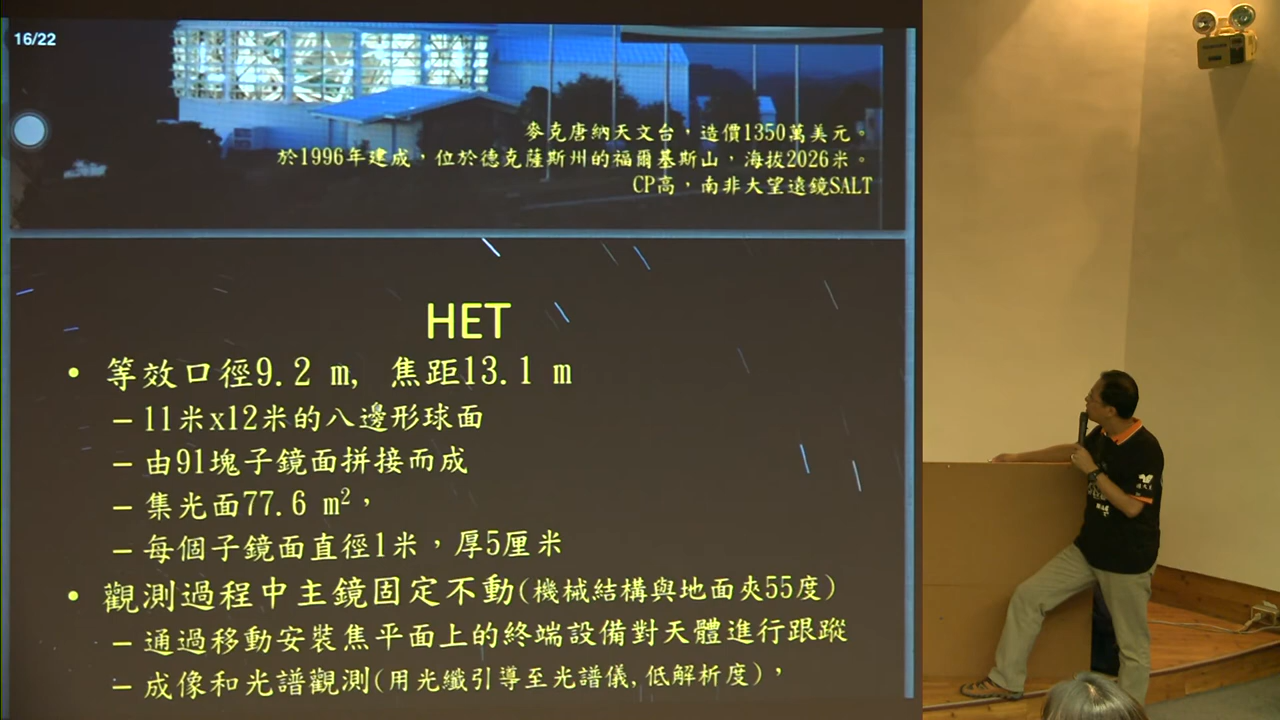 16/22
麥克唐納天文台，造價1350萬美元。
於1996年建成，位於德克薩斯州的福爾基斯山，海拔2026米。
CP高，南非大望遠鏡SALT
HET
• 等效口徑9.2 m, 焦距13.1 m
– 11米x12米的八邊形球面
– 由91塊子鏡面拼接而成
– 集光面77.6 m²，
– 每個子鏡面直徑1米，厚5厘米
• 觀測過程中主鏡固定不動(機械結構與地面夾55度)
– 通過移動安裝焦平面上的終端設備對天體進行跟蹤
– 成像和光譜觀測(用光纖引導至光譜儀,低解析度)，